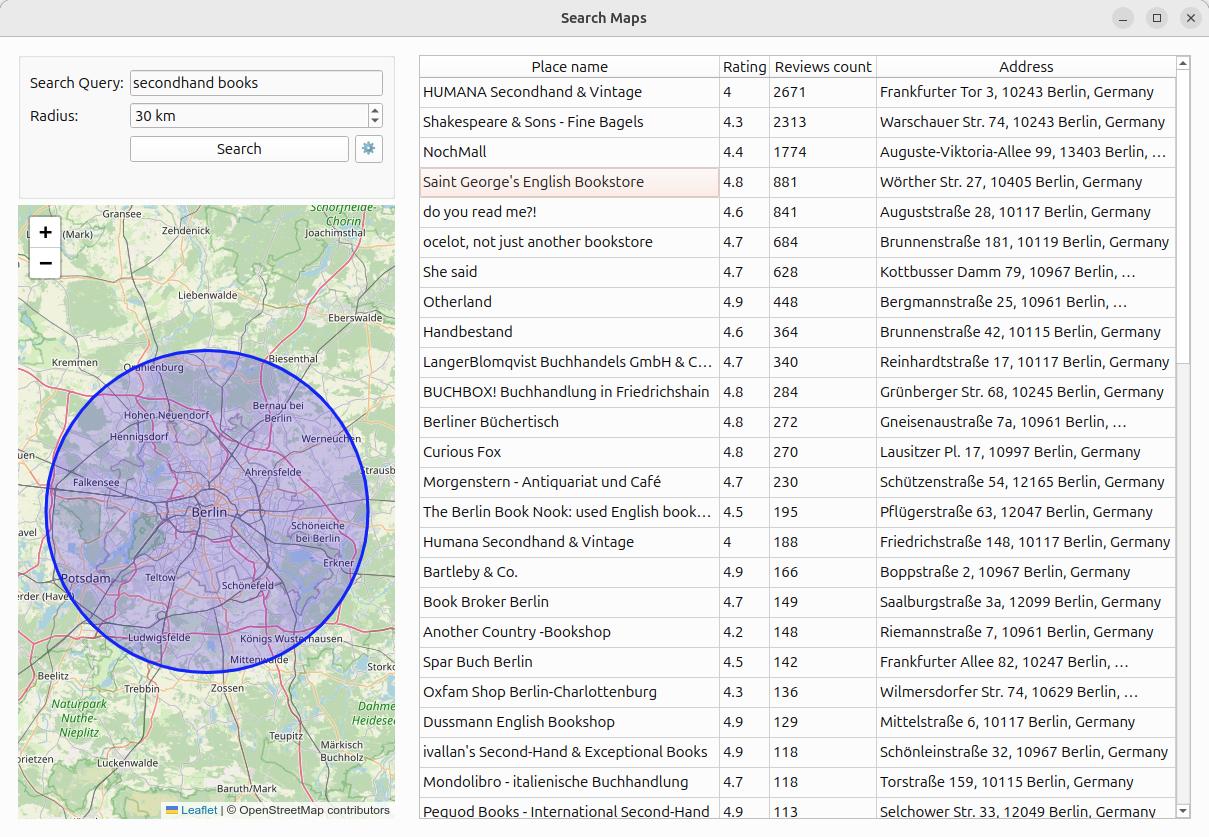 Search Maps
Search Query: secondhand books
Radius: 30 km
Search
Place name Rating Reviews count Address
HUMANA Secondhand & Vintage 4 2671 Frankfurter Tor 3, 10243 Berlin, Germany
Shakespeare & Sons - Fine Bagels 4.3 2313 Warschauer Str. 74, 10243 Berlin, Germany
NochMall 4.4 1774 Auguste-Viktoria-Allee 99, 13403 Berlin, …
Saint George's English Bookstore 4.8 881 Wörther Str. 27, 10405 Berlin, Germany
do you read me?! 4.6 841 Auguststraße 28, 10117 Berlin, Germany
ocelot, not just another bookstore 4.7 684 Brunnenstraße 181, 10119 Berlin, Germany
She said 4.7 628 Kottbusser Damm 79, 10967 Berlin, …
Otherland 4.9 448 Bergmannstraße 25, 10961 Berlin, …
Handbestand 4.6 364 Brunnenstraße 42, 10115 Berlin, Germany
LangerBlomqvist Buchhandels GmbH & C… 4.7 340 Reinhardtstraße 17, 10117 Berlin, Germany
BUCHBOX! Buchhandlung in Friedrichshain 4.8 284 Grünberger Str. 68, 10245 Berlin, Germany
Berliner Büchertisch 4.8 272 Gneisenaustraße 7a, 10961 Berlin, …
Curious Fox 4.8 270 Lausitzer Pl. 17, 10997 Berlin, Germany
Morgenstern - Antiquariat und Café 4.7 230 Schützenstraße 54, 12165 Berlin, Germany
The Berlin Book Nook: used English book… 4.5 195 Pflügerstraße 63, 12047 Berlin, Germany
Humana Secondhand & Vintage 4 188 Friedrichstraße 148, 10117 Berlin, Germany
Bartleby & Co. 4.9 166 Boppstraße 2, 10967 Berlin, Germany
Book Broker Berlin 4.7 149 Saalburgstraße 3a, 12099 Berlin, Germany
Another Country -Bookshop 4.2 148 Riemannstraße 7, 10961 Berlin, Germany
Spar Buch Berlin 4.5 142 Frankfurter Allee 82, 10247 Berlin, …
Oxfam Shop Berlin-Charlottenburg 4.3 136 Wilmersdorfer Str. 74, 10629 Berlin, …
Dussmann English Bookshop 4.9 129 Mittelstraße 6, 10117 Berlin, Germany
ivallan's Second-Hand & Exceptional Books 4.9 118 Schönleinstraße 32, 10967 Berlin, Germany
Mondolibro - italienische Buchhandlung 4.7 118 Torstraße 159, 10115 Berlin, Germany
Pequod Books - International Second-Hand 4.9 113 Selchower Str. 33, 12049 Berlin, Germany
+
−
Gransee
Schorfheide-
Chorin
(Mark)
Zehdenick
Joachimsthal
Liebenwalde
Eberswalde
Kremmen
Oranienburg
Biesenthal
Hohen Neuendorf
Bernau bei
Berlin
Hennigsdorf
Werneuchen
Ahrensfelde
Strausb
Falkensee
Berlin
Schöneiche
bei Berlin
Erkner
Potsdam
Teltow
Schönefeld
erder (Havel)
Ludwigsfelde
Königs Wusterhausen
Mittenwalde
Beelitz
Storko
Trebbin
Zossen
Naturpark
Nuthe-
Nieplitz
Dahme
Heidesee
Teupitz
Märkisch
Buchholz
Luckenwalde
Baruth/Mark
Leaflet | © OpenStreetMap contributors